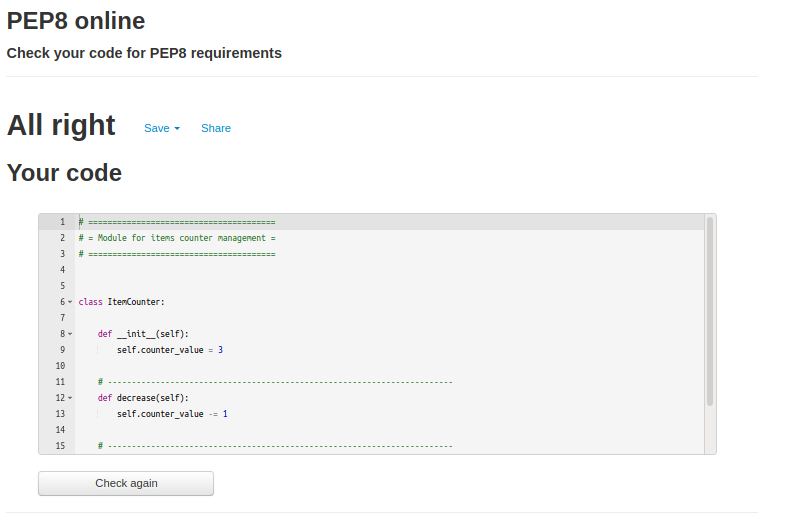 PEP8 online
Check your code for PEP8 requirements
All right Save Share
Your code
1 # =======================================
2 # = Module for items counter management =
3 # =======================================
4
5
6 class ItemCounter:
7
8 def __init__(self):
9 self.counter_value = 3
10
11 # ------------------------------------------------------------------------
12 def decrease(self):
13 self.counter_value -= 1
14
15 # ------------------------------------------------------------------------
Check again